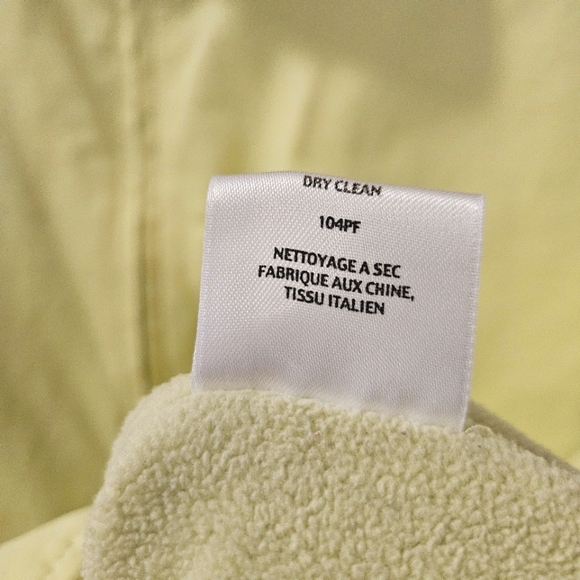 DRY CLEAN
104PF
NETTOYAGE A SEC
FABRIQUE AUX CHINE,
TISSU ITALIEN